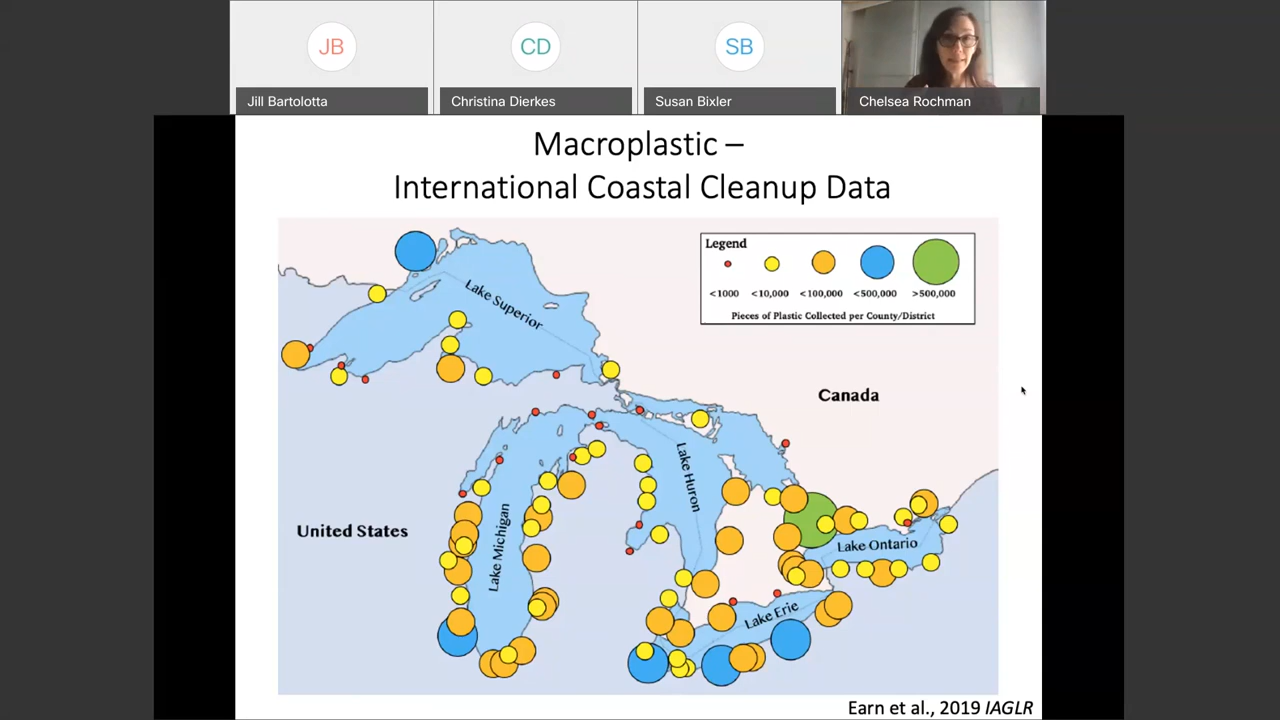 JB
CD
SB
Jill Bartolotta
Christina Dierkes
Susan Bixler
Chelsea Rochman
Macroplastic –
International Coastal Cleanup Data
Legend
<1000 <10,000 <100,000 <500,000 >500,000
Pieces of Plastic Collected per County/District
Lake Superior
Canada
Lake Huron
United States
Lake Michigan
Lake Ontario
Lake Erie
Earn et al., 2019 IAGLR